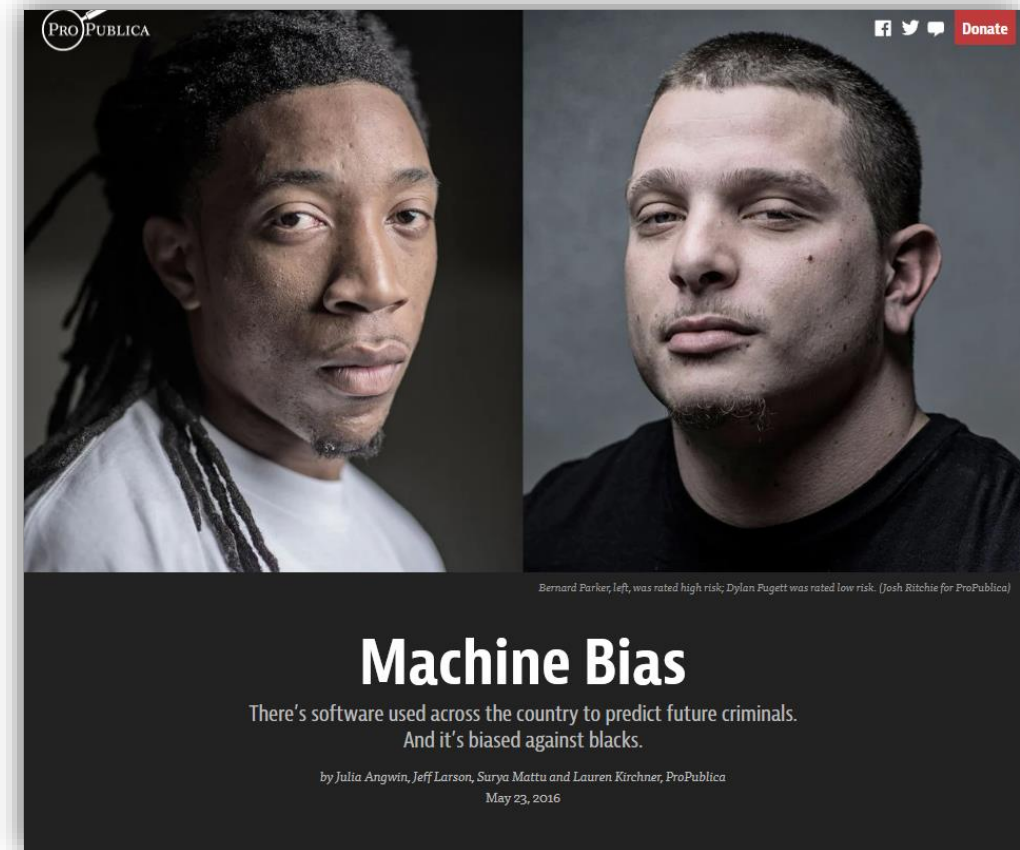 PROPUBLICA
Donate
Bernard Parker, left, was rated high risk; Dylan Fugett was rated low risk. (Josh Ritchie for ProPublica)
Machine Bias
There's software used across the country to predict future criminals.
And it's biased against blacks.
by Julia Angwin, Jeff Larson, Surya Mattu and Lauren Kirchner, ProPublica
May 23, 2016